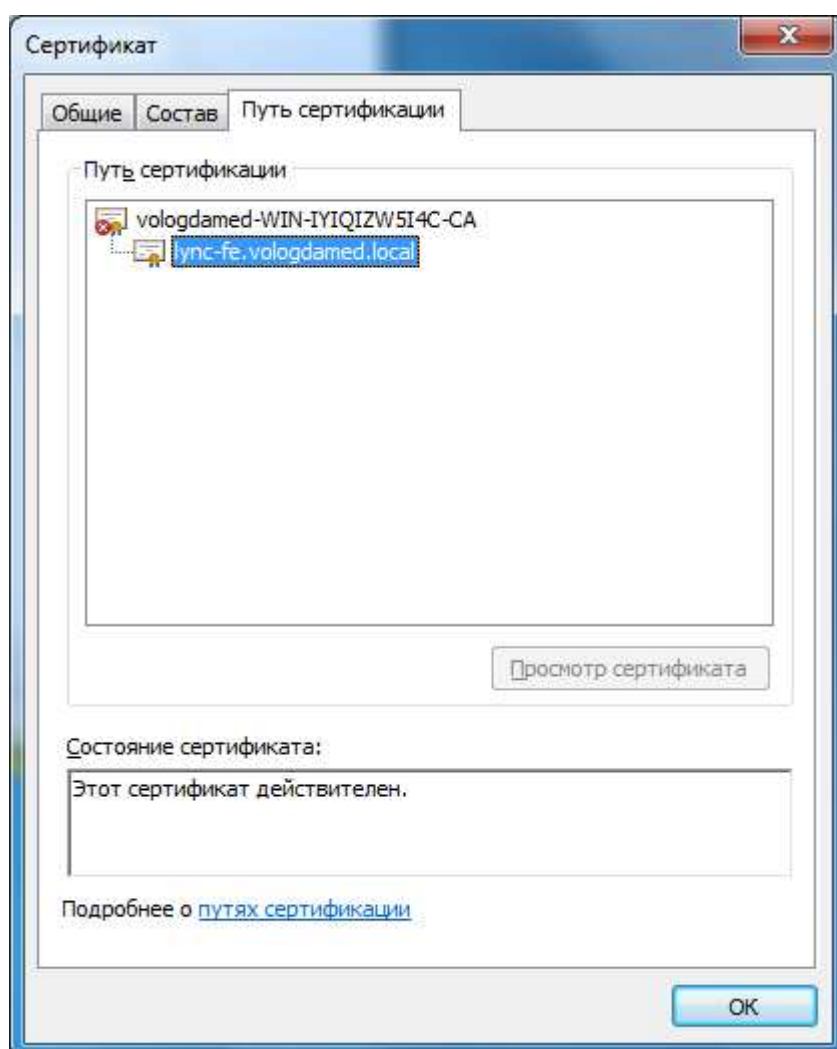 Сертификат
Общие Состав Путь сертификации
Путь сертификации
vologdamed-WIN-IYIQIZW5I4C-CA
lync-fe.vologdamed.local
Просмотр сертификата
Состояние сертификата:
Этот сертификат действителен.
Подробнее о путях сертификации
ОК